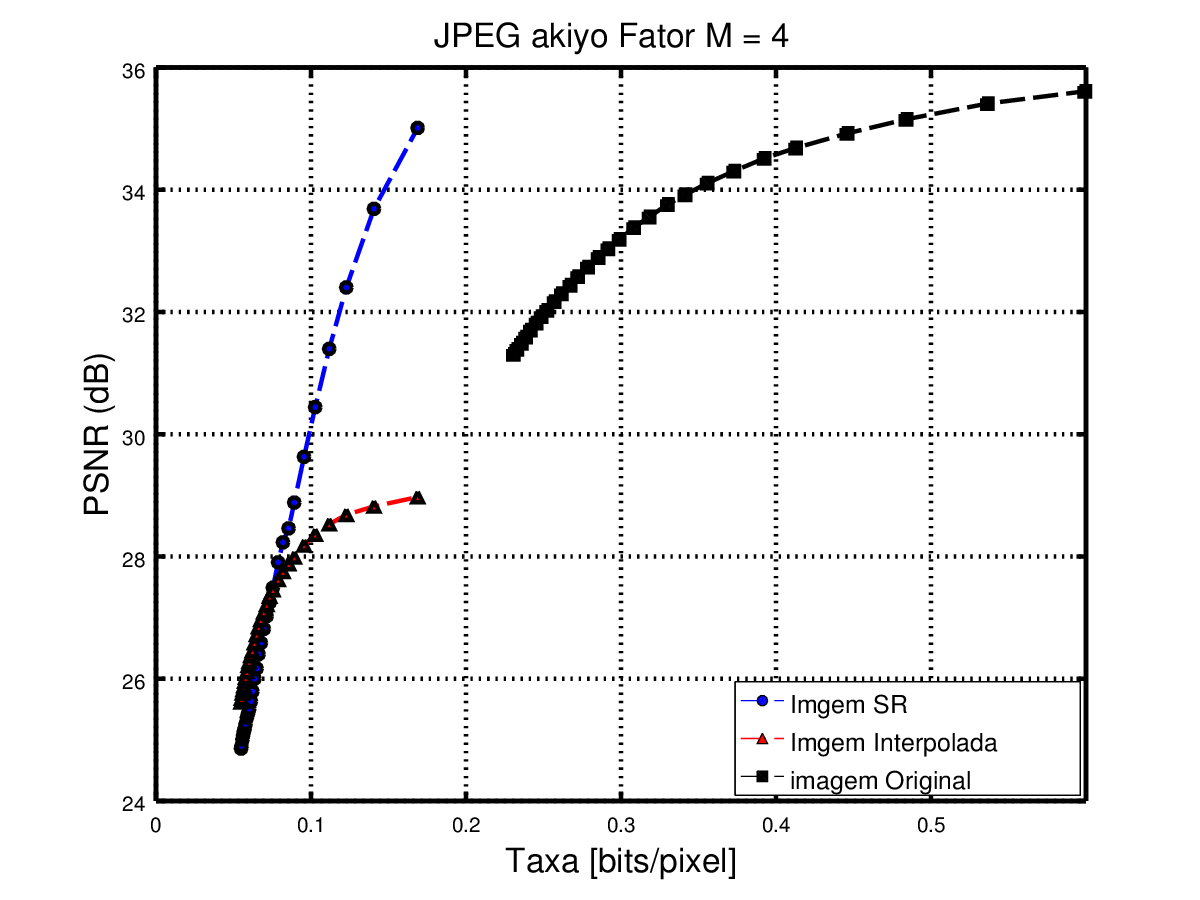 JPEG akiyo Fator M = 4
36
34
32
30
28
26
24
PSNR (dB)
Imgem SR
Imgem Interpolada
imagem Original
0 0.1 0.2 0.3 0.4 0.5
Taxa [bits/pixel]